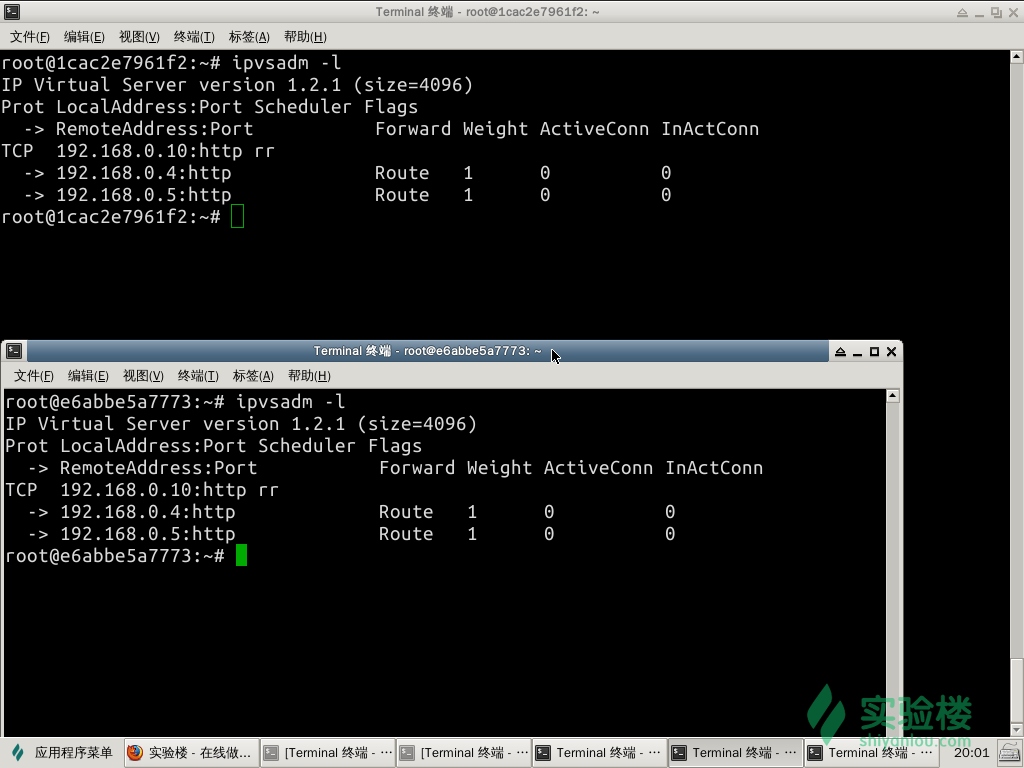 Terminal 终端 - root@1cac2e7961f2: ~
文件(F) 编辑(E) 视图(V) 终端(T) 标签(A) 帮助(H)
root@1cac2e7961f2:~# ipvsadm -l
IP Virtual Server version 1.2.1 (size=4096)
Prot LocalAddress:Port Scheduler Flags
  -> RemoteAddress:Port           Forward Weight ActiveConn InActConn
TCP  192.168.0.10:http rr
  -> 192.168.0.4:http             Route   1      0          0
  -> 192.168.0.5:http             Route   1      0          0
root@1cac2e7961f2:~#
Terminal 终端 - root@e6abbe5a7773: ~
文件(F) 编辑(E) 视图(V) 终端(T) 标签(A) 帮助(H)
root@e6abbe5a7773:~# ipvsadm -l
IP Virtual Server version 1.2.1 (size=4096)
Prot LocalAddress:Port Scheduler Flags
  -> RemoteAddress:Port           Forward Weight ActiveConn InActConn
TCP  192.168.0.10:http rr
  -> 192.168.0.4:http             Route   1      0          0
  -> 192.168.0.5:http             Route   1      0          0
root@e6abbe5a7773:~#
实验楼
shiyanlou.com
应用程序菜单 实验楼 - 在线做... [Terminal 终端 - ... [Terminal 终端 - ... Terminal 终端 - ... Terminal 终端 - ... Terminal 终端 - ... 20:01